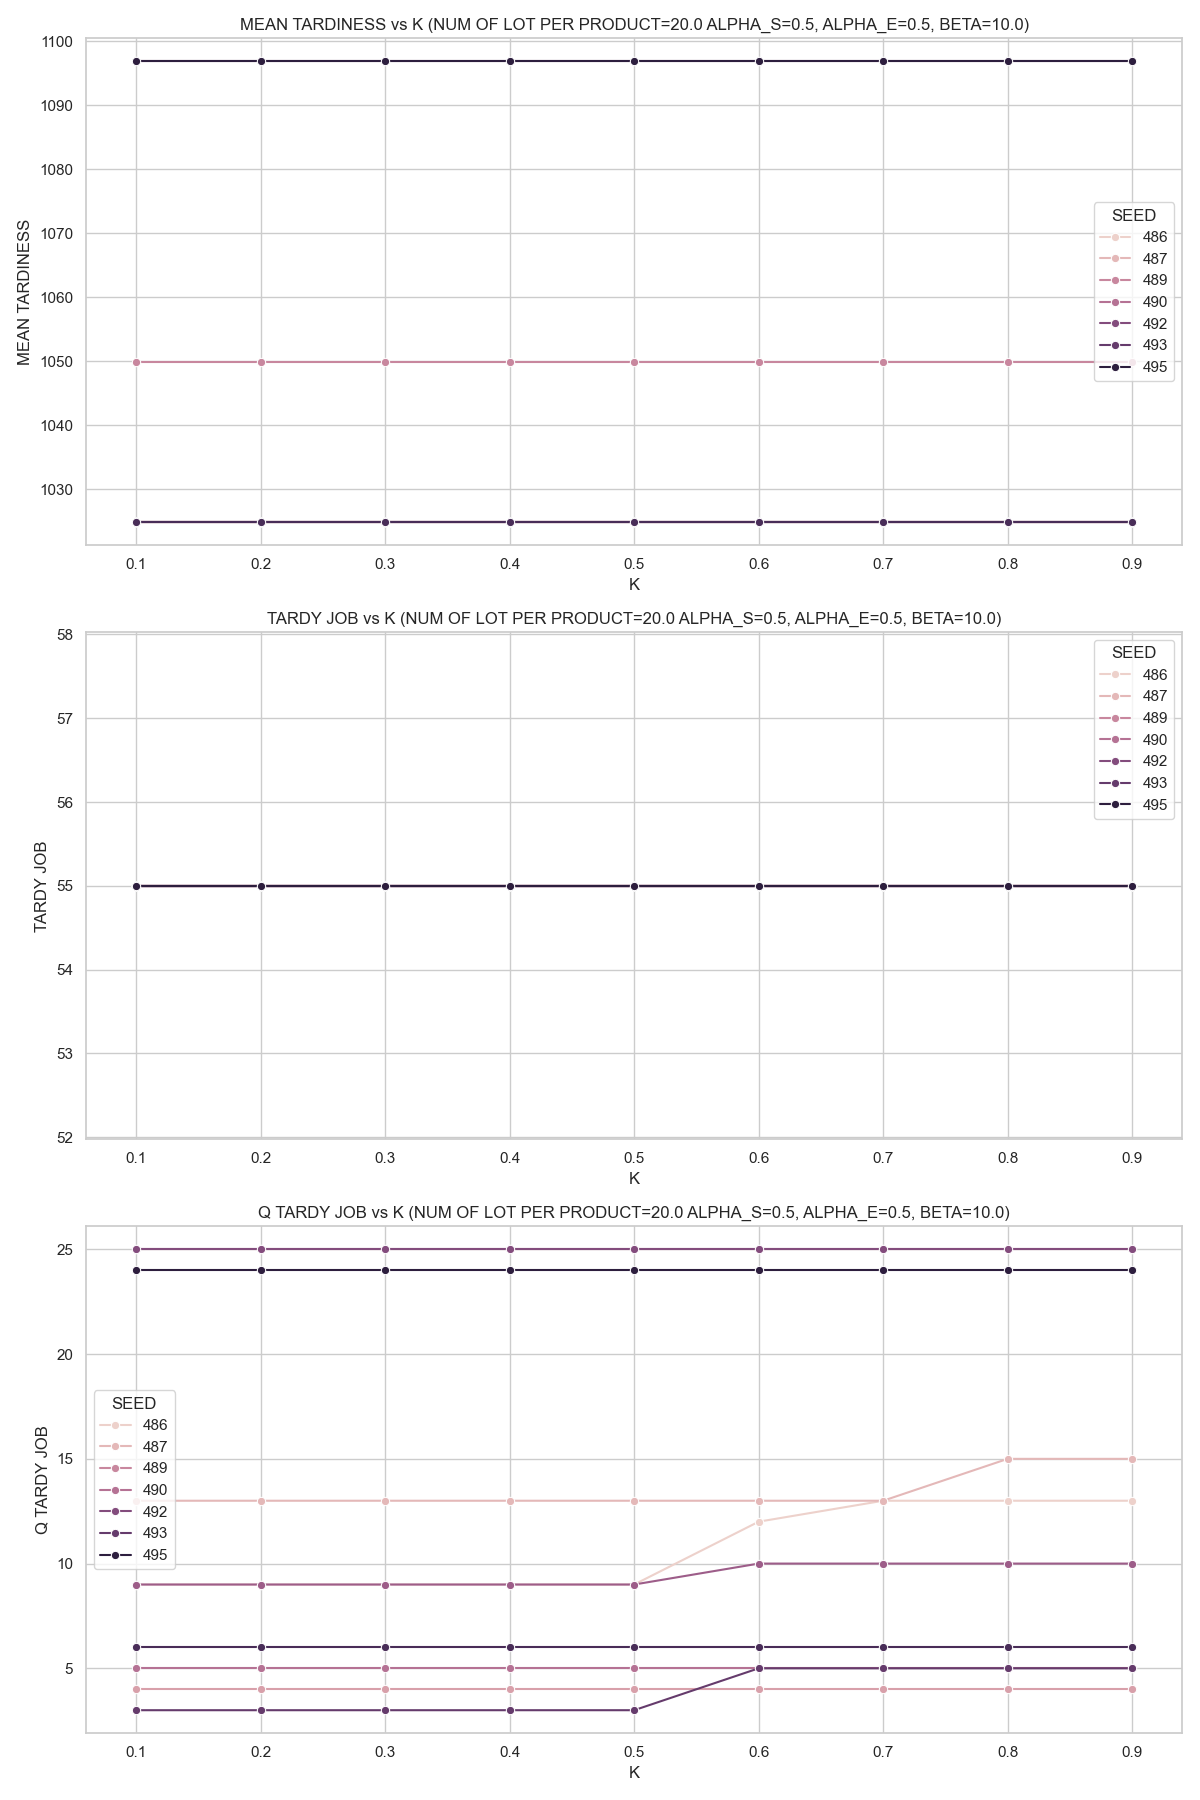 MEAN TARDINESS vs K (NUM OF LOT PER PRODUCT=20.0 ALPHA_S=0.5, ALPHA_E=0.5, BETA=10.0)
1100
1090
1080
1070
1060
1050
1040
1030
MEAN TARDINESS
SEED
486
487
489
490
492
493
495
0.1 0.2 0.3 0.4 0.5 0.6 0.7 0.8 0.9
K
TARDY JOB vs K (NUM OF LOT PER PRODUCT=20.0 ALPHA_S=0.5, ALPHA_E=0.5, BETA=10.0)
58
57
56
55
54
53
52
TARDY JOB
SEED
486
487
489
490
492
493
495
0.1 0.2 0.3 0.4 0.5 0.6 0.7 0.8 0.9
K
Q TARDY JOB vs K (NUM OF LOT PER PRODUCT=20.0 ALPHA_S=0.5, ALPHA_E=0.5, BETA=10.0)
25
20
15
10
5
Q TARDY JOB
SEED
486
487
489
490
492
493
495
0.1 0.2 0.3 0.4 0.5 0.6 0.7 0.8 0.9
K